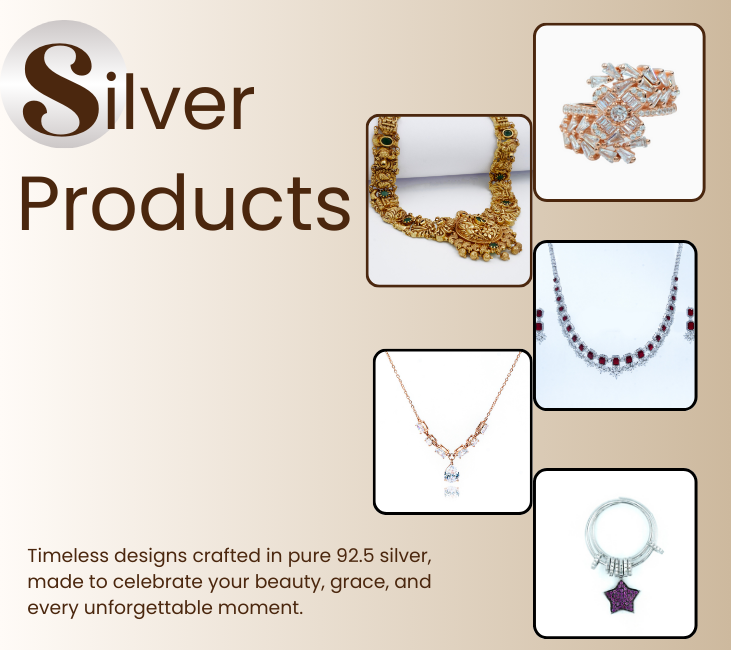 Silver
Products
Timeless designs crafted in pure 92.5 silver,
made to celebrate your beauty, grace, and
every unforgettable moment.